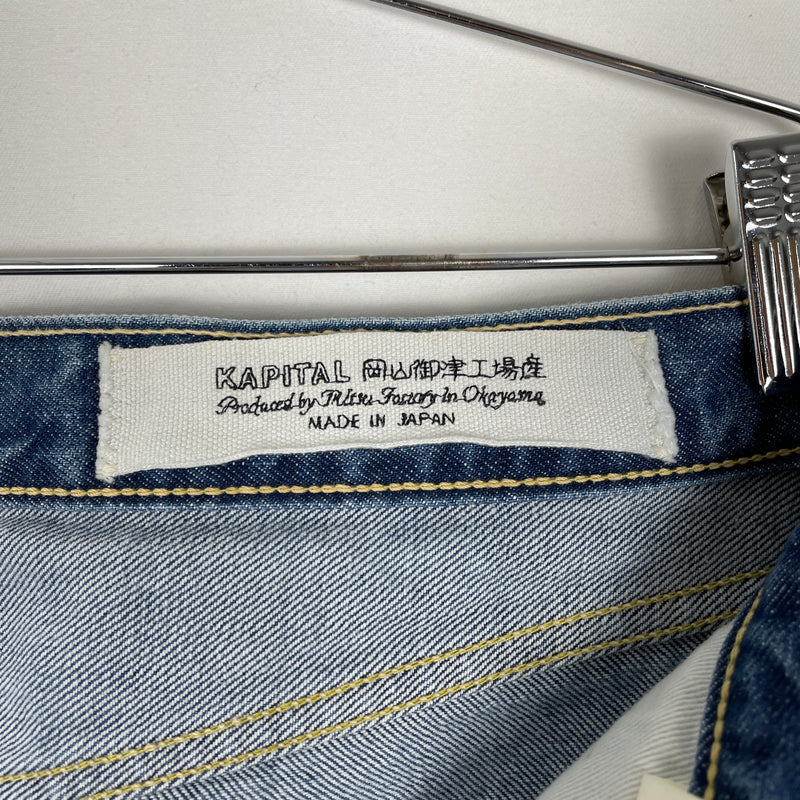 KAPITAL 岡山御津工場産
Produced by Mitsu Factory in Okayama
MADE IN JAPAN